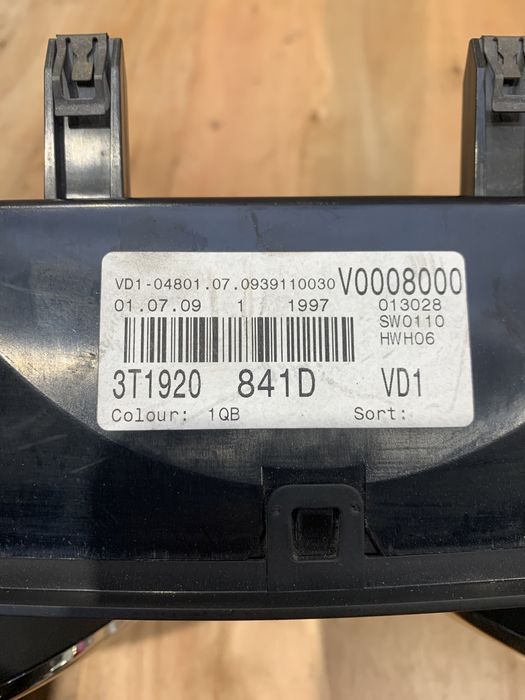 VD1-04801.07.0939110030 V0008000
01.07.09 1 1997 013028
SW0110
HWH06
3T1920 841D VD1
Colour: 1QB Sort: